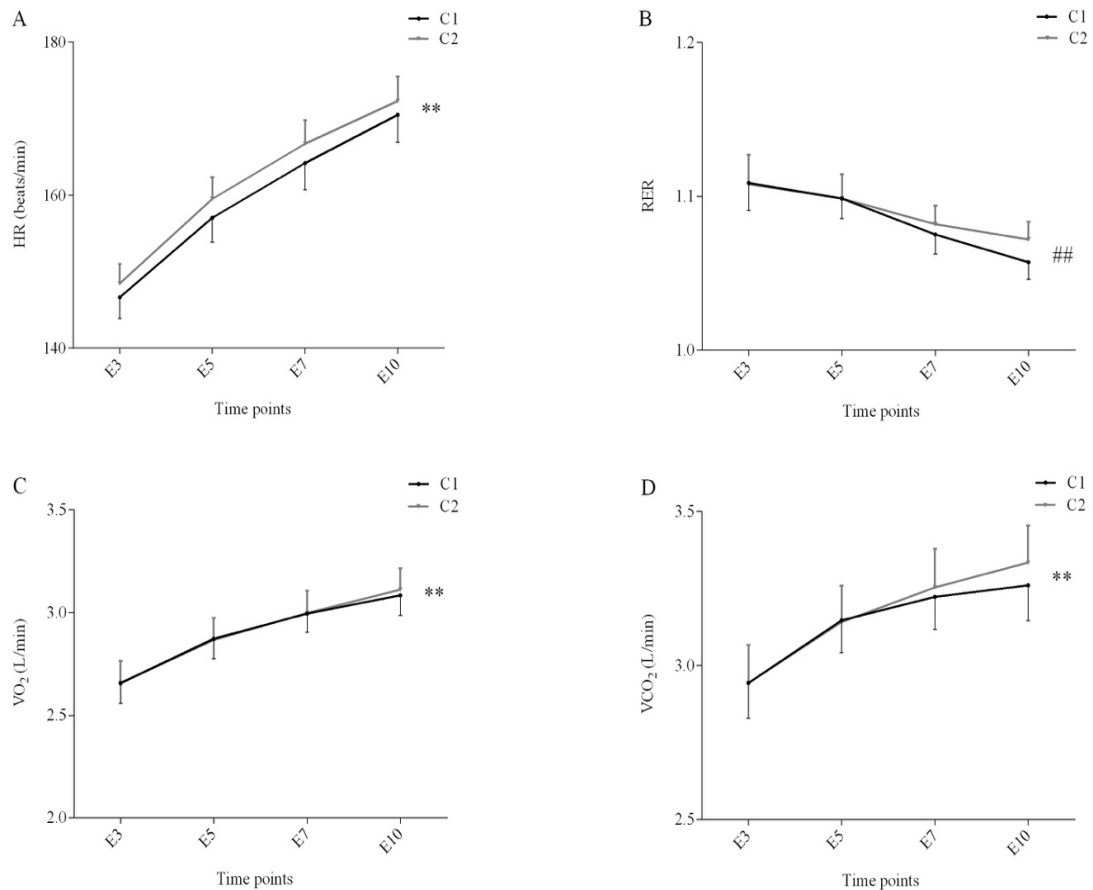 A
C1
C2
180
160
140
HR (beats/min)
**
E3
E5
E7
E10
Time points
B
C1
C2
1.2
1.1
1.0
RER
##
E3
E5
E7
E10
Time points
C
C1
C2
3.5
3.0
2.5
2.0
VO₂ (L/min)
**
E3
E5
E7
E10
Time points
D
C1
C2
3.5
3.0
2.5
VCO₂ (L/min)
**
E3
E5
E7
E10
Time points